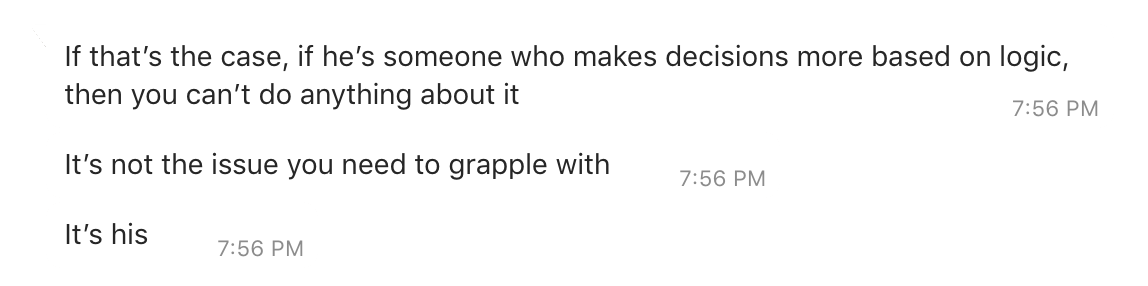 If that’s the case, if he’s someone who makes decisions more based on logic,
then you can’t do anything about it
7:56 PM
It’s not the issue you need to grapple with
7:56 PM
It’s his
7:56 PM